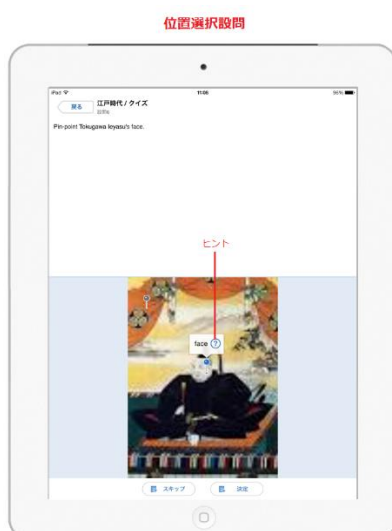 位置選択設問
iPad
11:06
96%
戻る
江戸時代 / クイズ
Pin-point Tokugawa Ieyasu's face.
ヒント
face ?
スキップ
決定